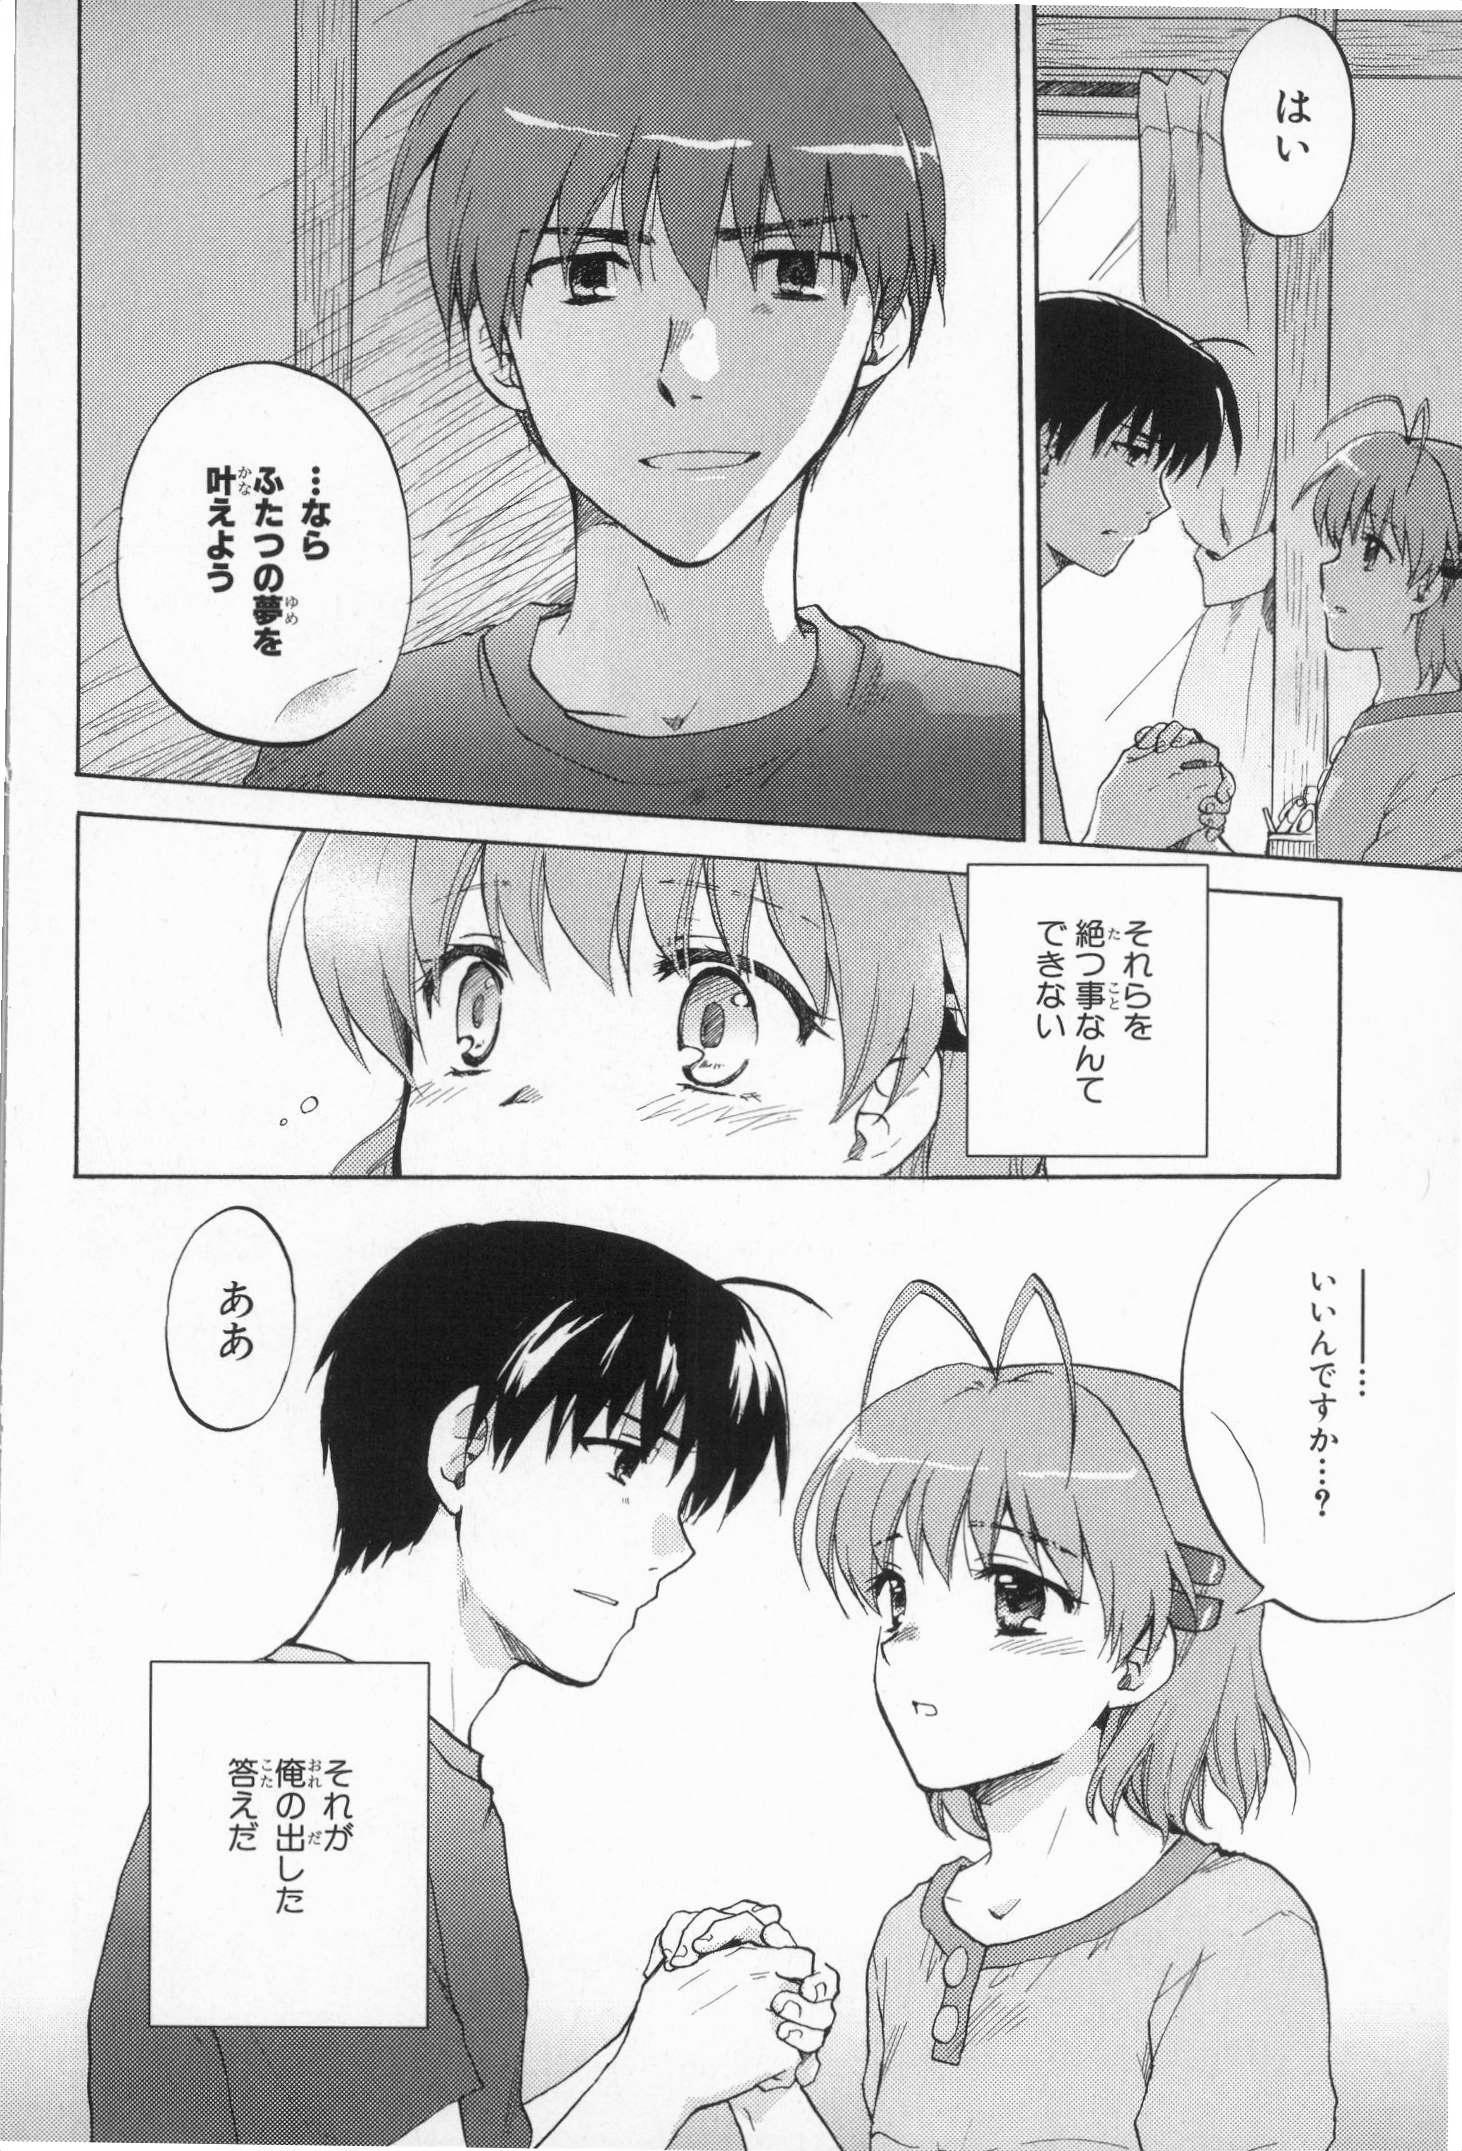 はい
…なら
ふたつの夢を
叶えよう
それらを
絶つ事なんて
できない
――…
いいんですか…?
ああ
それが
俺の出した
答えだ